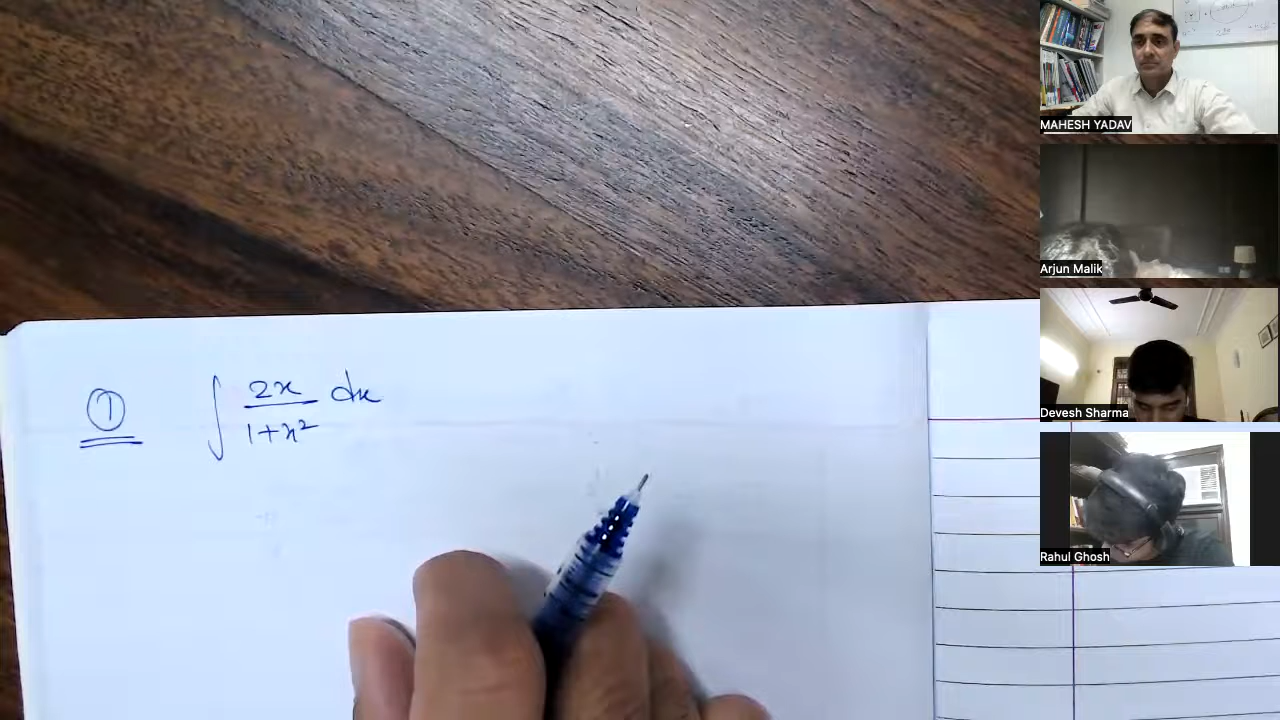 ① ∫ 2x/(1+x²) dx
MAHESH YADAV
Arjun Malik
Devesh Sharma
Rahul Ghosh